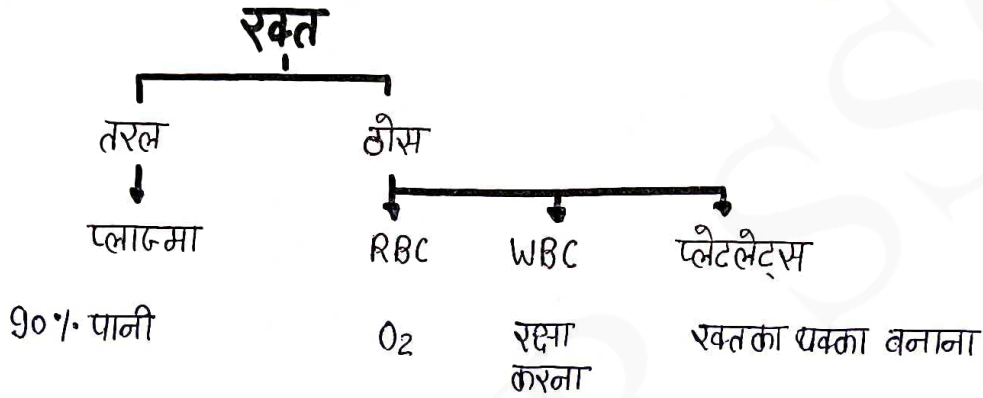 रक्त
तरल ठोस
प्लाज्मा RBC WBC प्लेटलेट्स
90% पानी O2 रक्षा रक्त का थक्का बनाना
करना